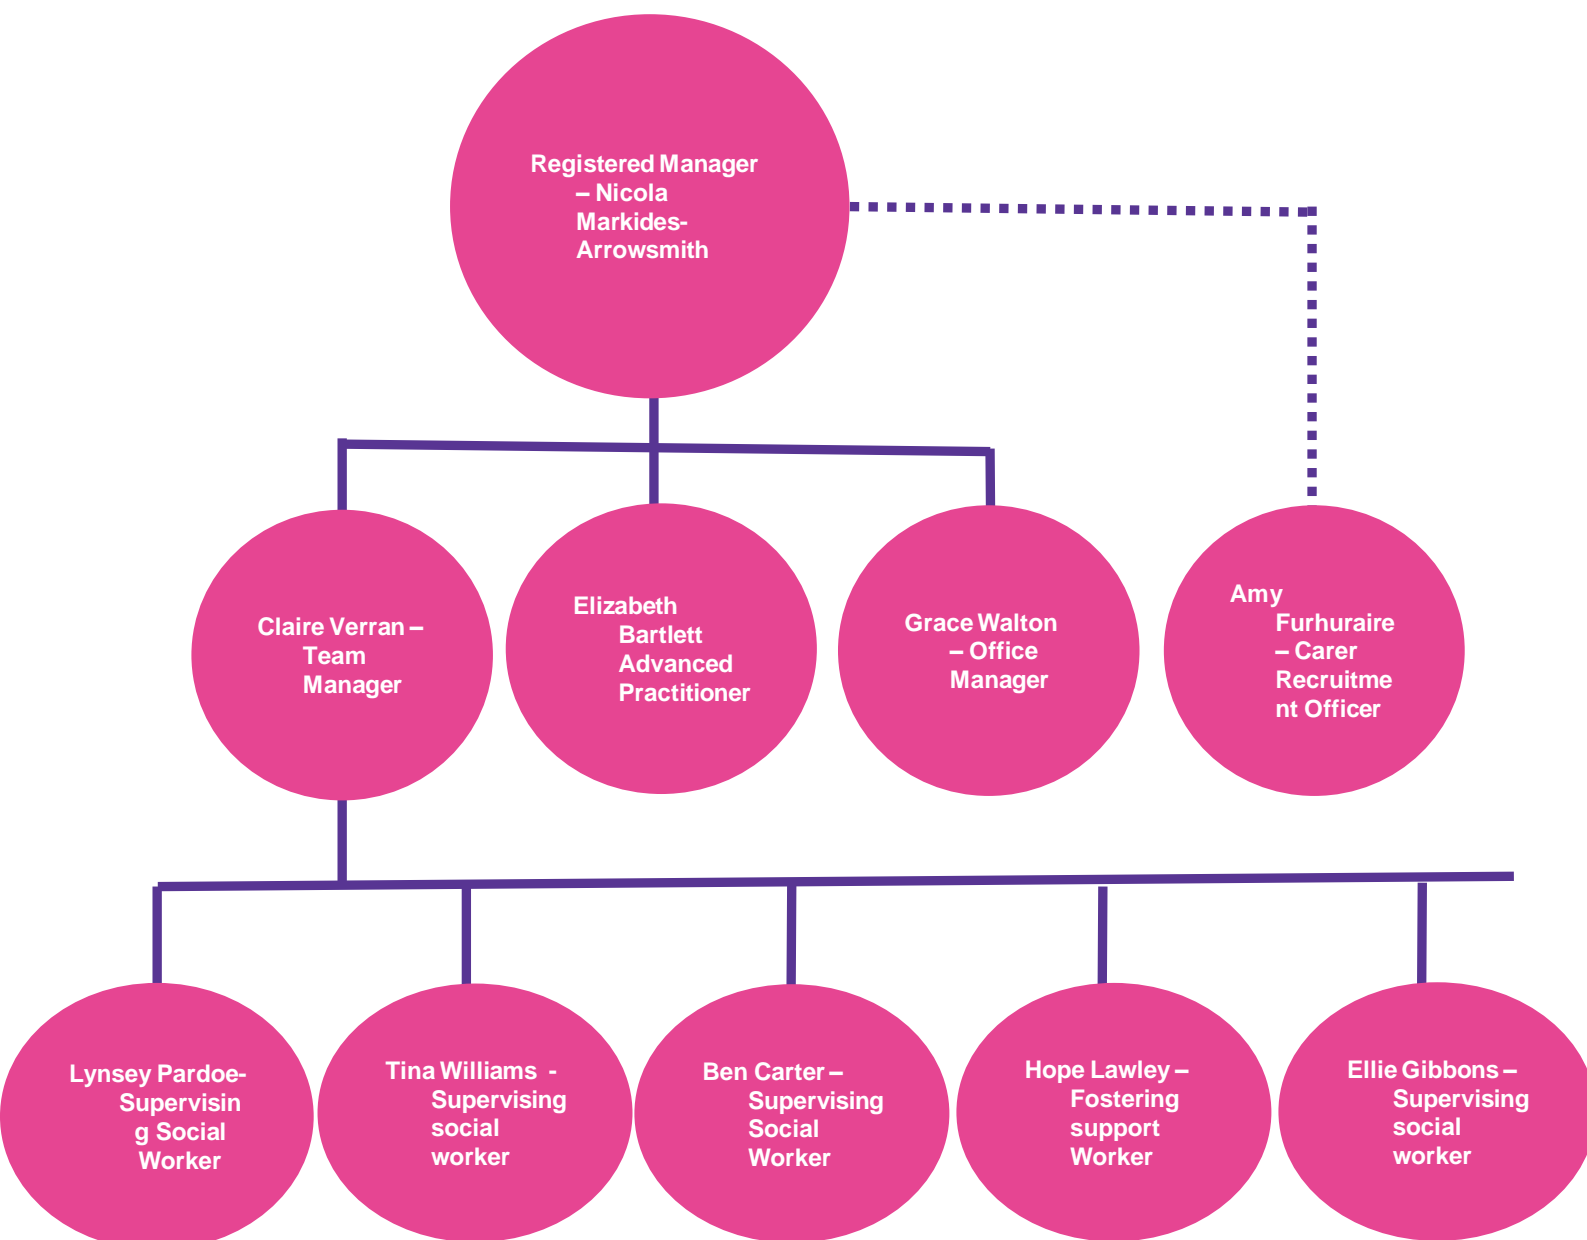 Registered Manager
– Nicola
Markides-
Arrowsmith
Claire Verran –
Team
Manager
Elizabeth
Bartlett
Advanced
Practitioner
Grace Walton
– Office
Manager
Amy
Furhuraire
– Carer
Recruitme
nt Officer
Lynsey Pardoe-
Supervisin
g Social
Worker
Tina Williams -
Supervising
social
worker
Ben Carter –
Supervising
Social
Worker
Hope Lawley –
Fostering
support
Worker
Ellie Gibbons –
Supervising
social
worker